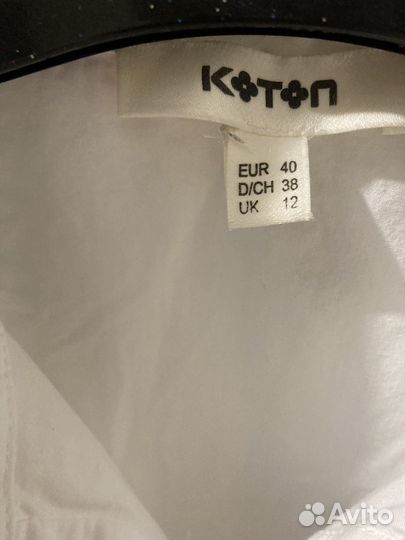 KOTON
EUR 40
D/CH 38
UK 12
Avito